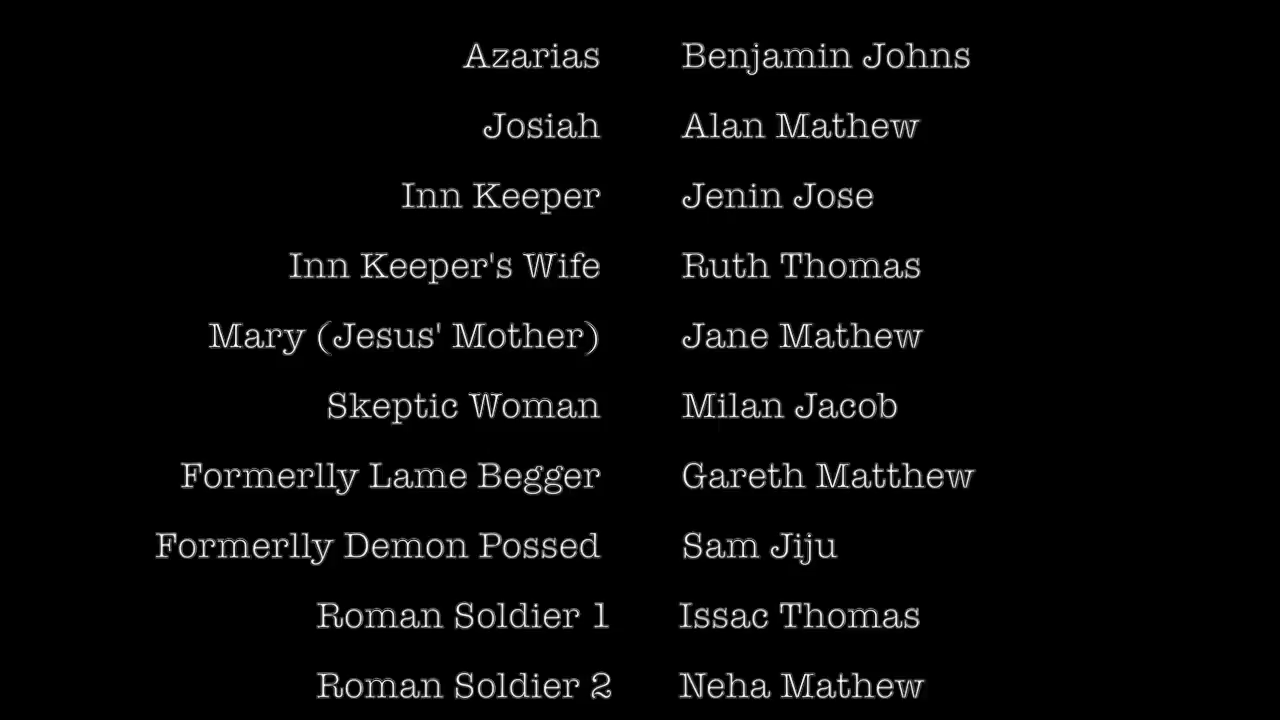 Azarias Benjamin Johns
Josiah Alan Mathew
Inn Keeper Jenin Jose
Inn Keeper's Wife Ruth Thomas
Mary (Jesus' Mother) Jane Mathew
Skeptic Woman Milan Jacob
Formerlly Lame Begger Gareth Matthew
Formerlly Demon Possed Sam Jiju
Roman Soldier 1 Issac Thomas
Roman Soldier 2 Neha Mathew